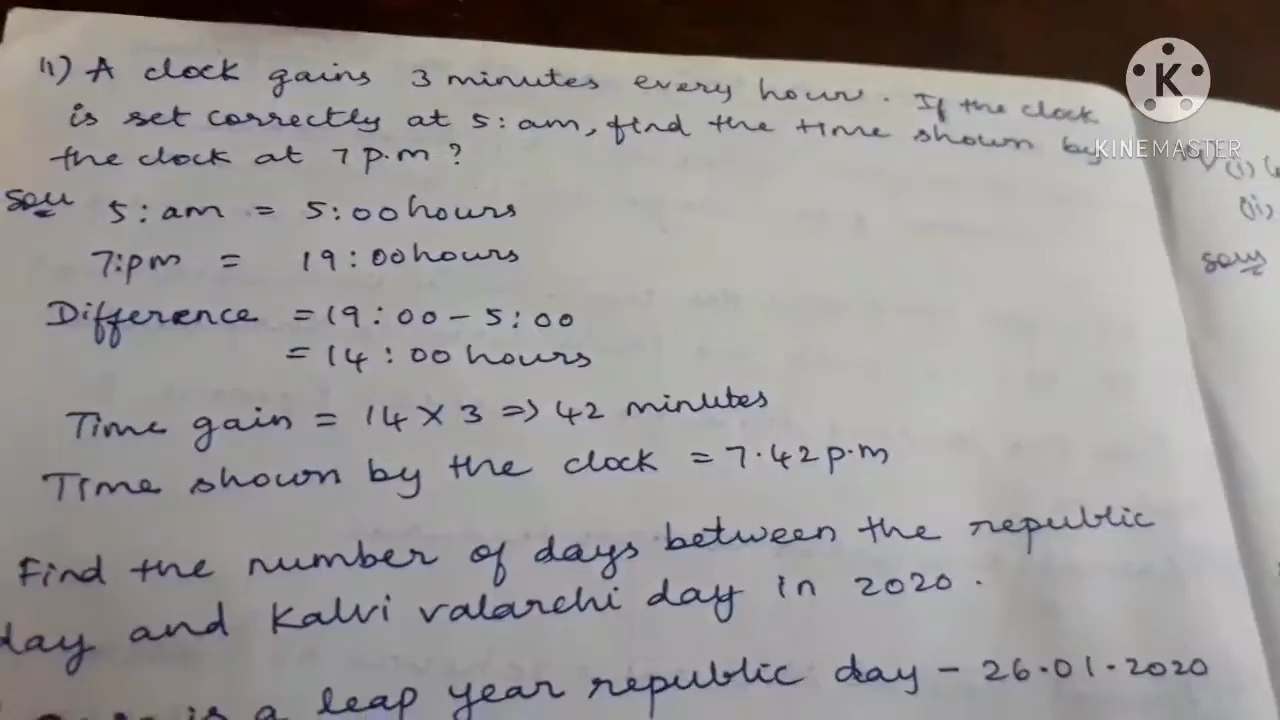 11) A clock gains 3 minutes every hour. If the clock
is set correctly at 5: am, find the time shown by
the clock at 7 p.m?
Solu 5: am = 5:00 hours
7:pm = 19:00 hours
Difference = 19:00 - 5:00
= 14:00 hours
Time gain = 14 X 3 => 42 minutes
Time shown by the clock = 7.42 p.m
Find the number of days between the republic
day and Kalvi valarchi day in 2020.
is a leap year republic day - 26.01.2020
K
KINEMASTER
(i)
(ii)